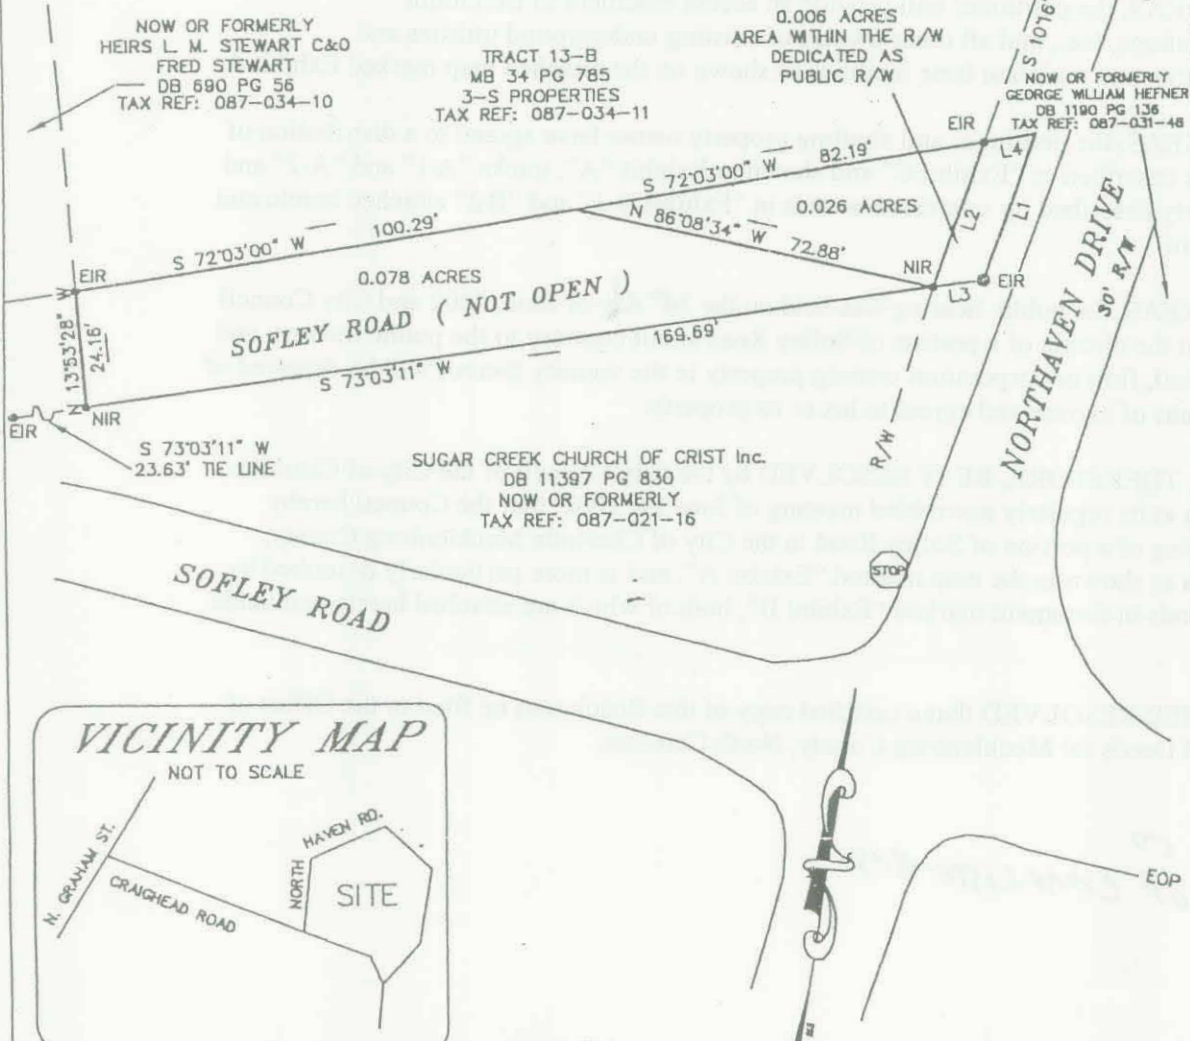 NOW OR FORMERLY
HEIRS L. M. STEWART C&O
FRED STEWART
DB 690 PG 56
TAX REF: 087-034-10
TRACT 13-B
MB 34 PG 785
3-S PROPERTIES
TAX REF: 087-034-11
0.006 ACRES
AREA WITHIN THE R/W
DEDICATED AS
PUBLIC R/W
S 10°16'
NOW OR FORMERLY
GEORGE WILLIAM HEFNER
DB 1190 PG 136
TAX REF: 087-031-48
EIR
S 72°03'00" W 82.19'
0.026 ACRES
N 86°08'34" W 72.88'
L2
NIR
L3
EIR
S 72°03'00" W 100.29'
EIR
0.078 ACRES
SOFLEY ROAD ( NOT OPEN )
169.69'
S 73°03'11" W
N 13°53'28" W
24.16'
NIR
EIR
S 73°03'11" W
23.63' TIE LINE
NORTHAVEN DRIVE
50' R/W
R/W
SUGAR CREEK CHURCH OF CRIST Inc.
DB 11397 PG 830
NOW OR FORMERLY
TAX REF: 087-021-16
STOP
SOFLEY ROAD
VICINITY MAP
NOT TO SCALE
N. GRAHAM ST.
CRAIGHEAD ROAD
NORTH
HAVEN RD.
SITE
EOP